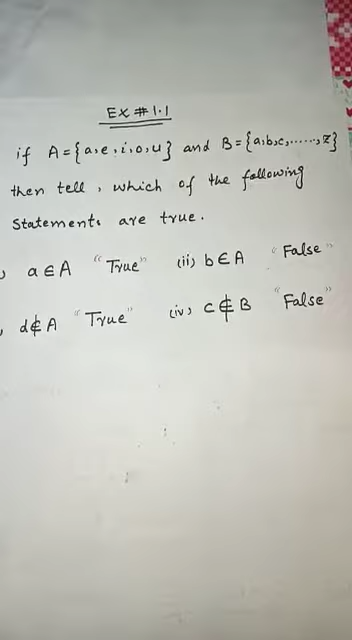 EX # 1.1
if A={a,e,i,o,u} and B={a,b,c,......,z}
then tell, which of the following
Statements are true.
, a ∈ A "True" (ii) b ∈ A "False"
, d ∉ A "True" (iv) c ∉ B "False"